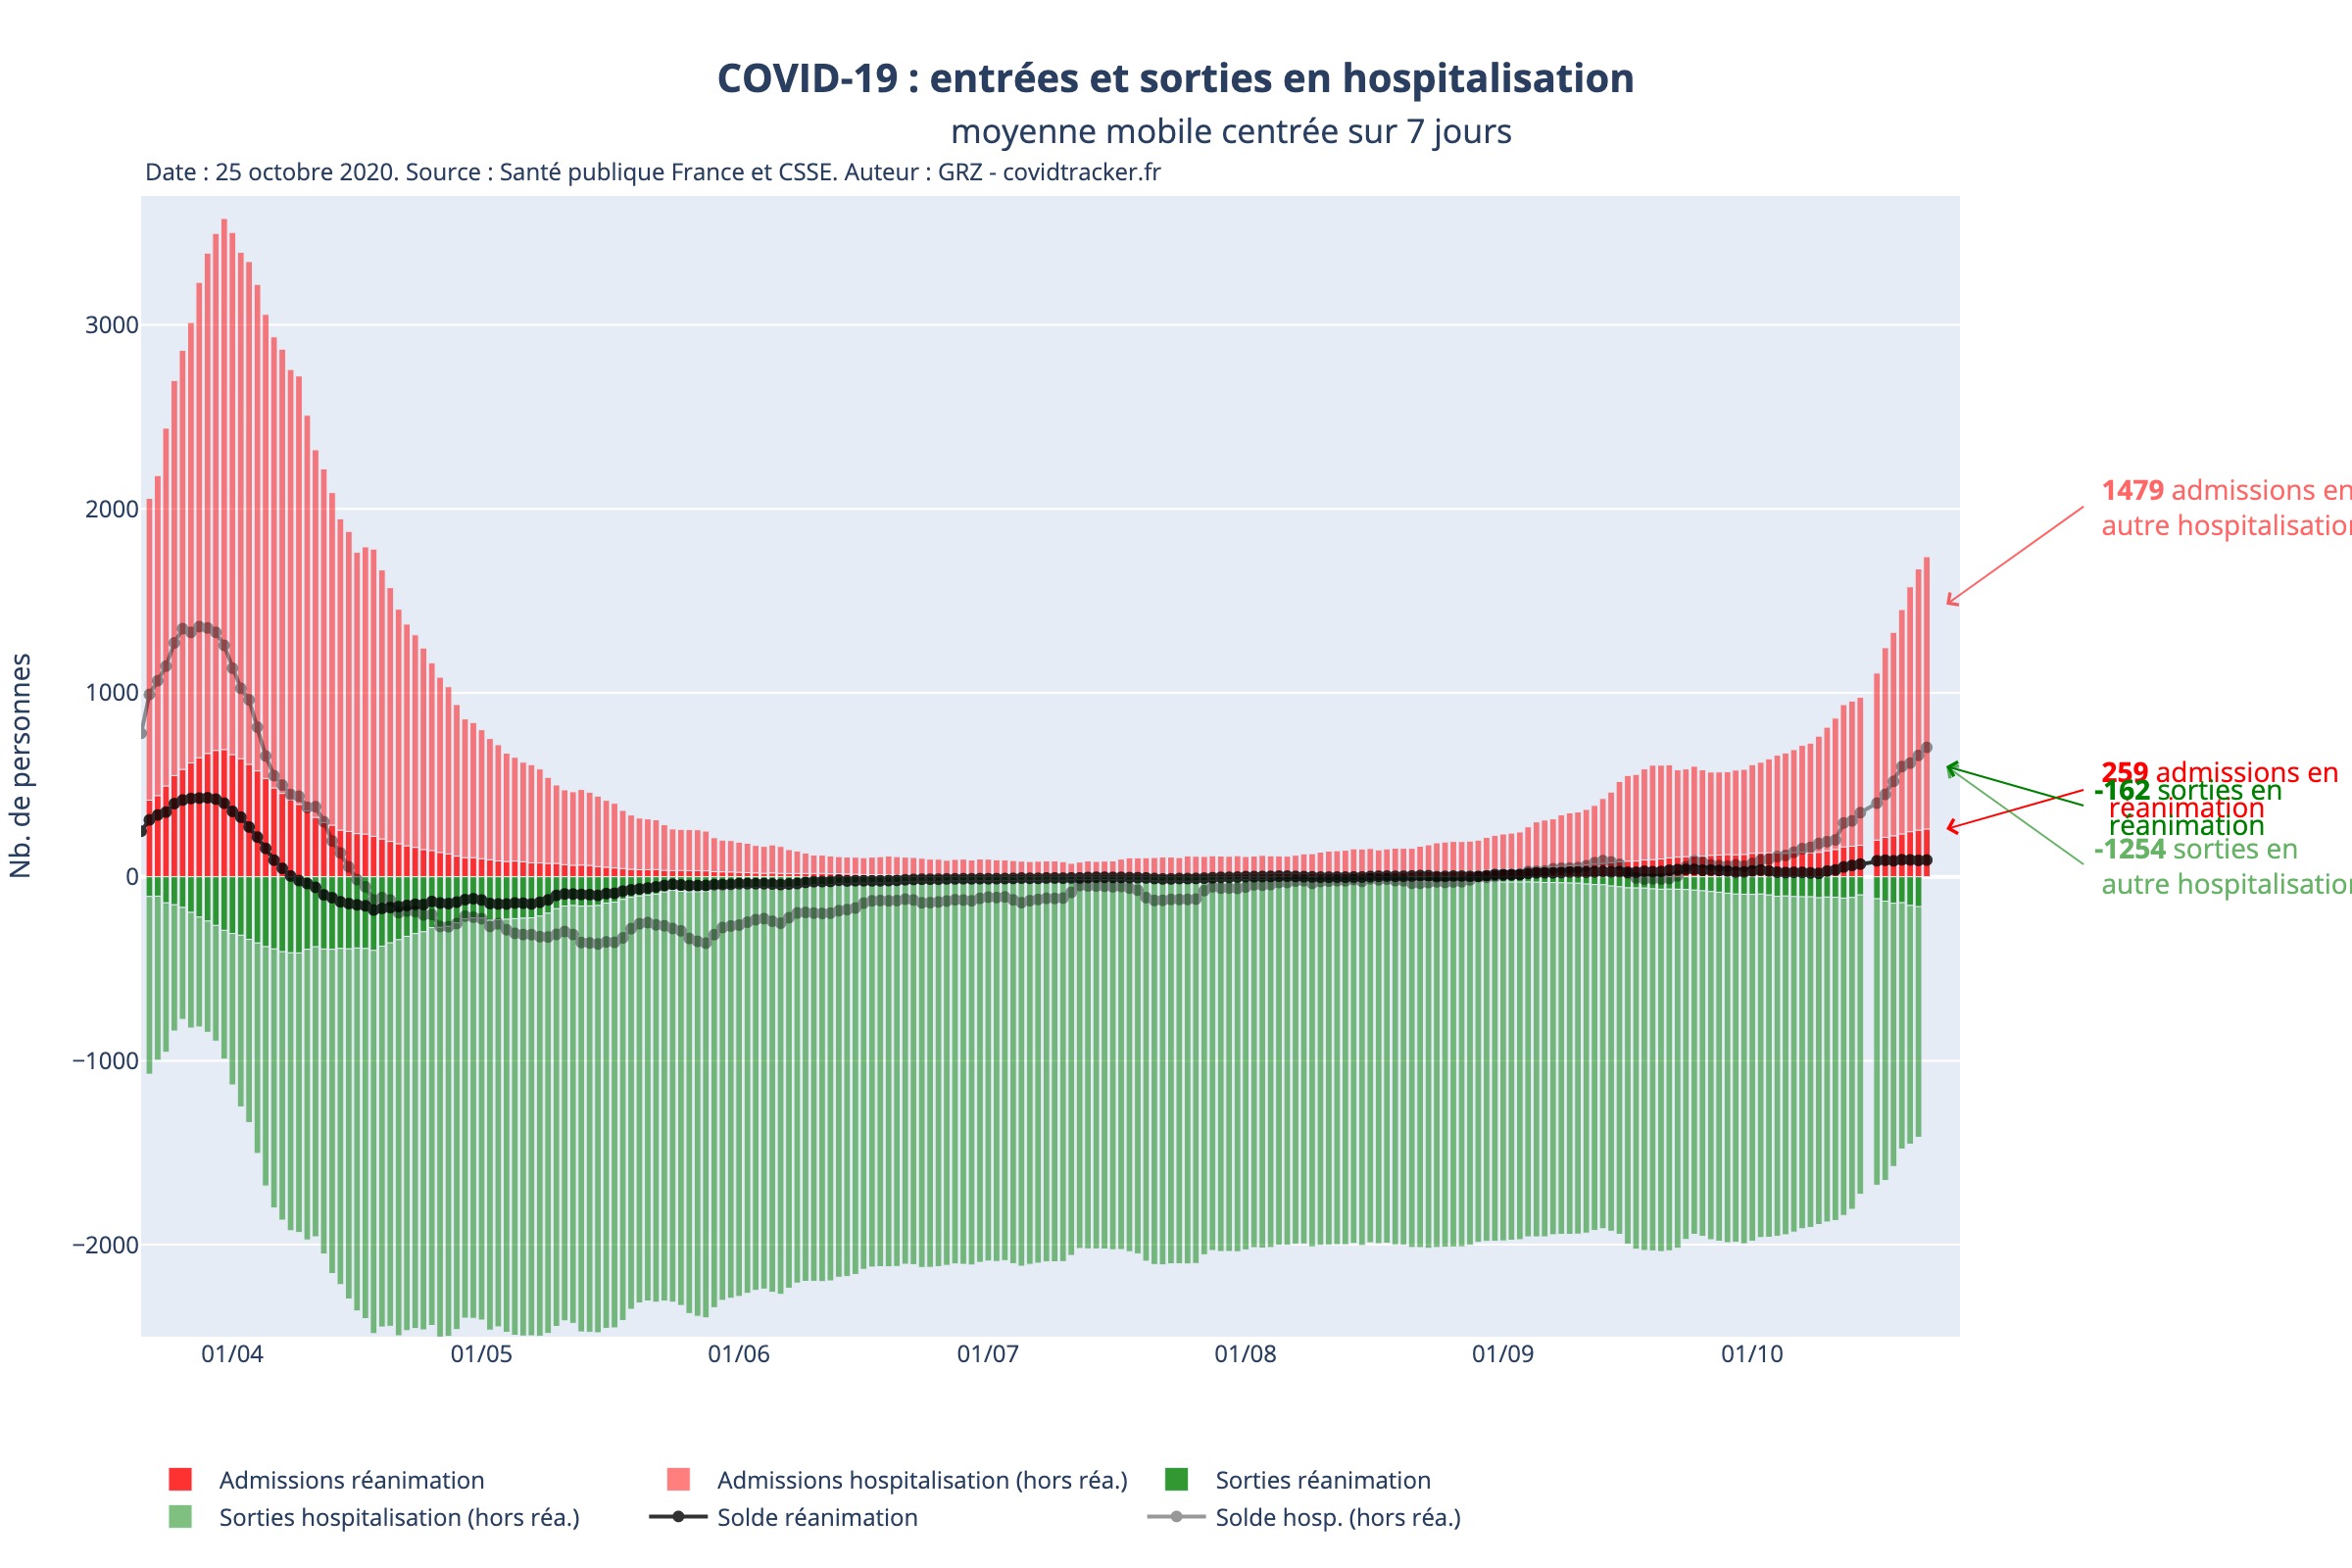 COVID-19 : entrées et sorties en hospitalisation
moyenne mobile centrée sur 7 jours
Date : 25 octobre 2020. Source : Santé publique France et CSSE. Auteur : GRZ - covidtracker.fr
Nb. de personnes
3000
2000
1000
0
−1000
−2000
01/04
01/05
01/06
01/07
01/08
01/09
01/10
1479 admissions en
autre hospitalisation
259 admissions en
réanimation
-162 sorties en
réanimation
-1254 sorties en
autre hospitalisation
Admissions réanimation
Admissions hospitalisation (hors réa.)
Sorties réanimation
Sorties hospitalisation (hors réa.)
Solde réanimation
Solde hosp. (hors réa.)